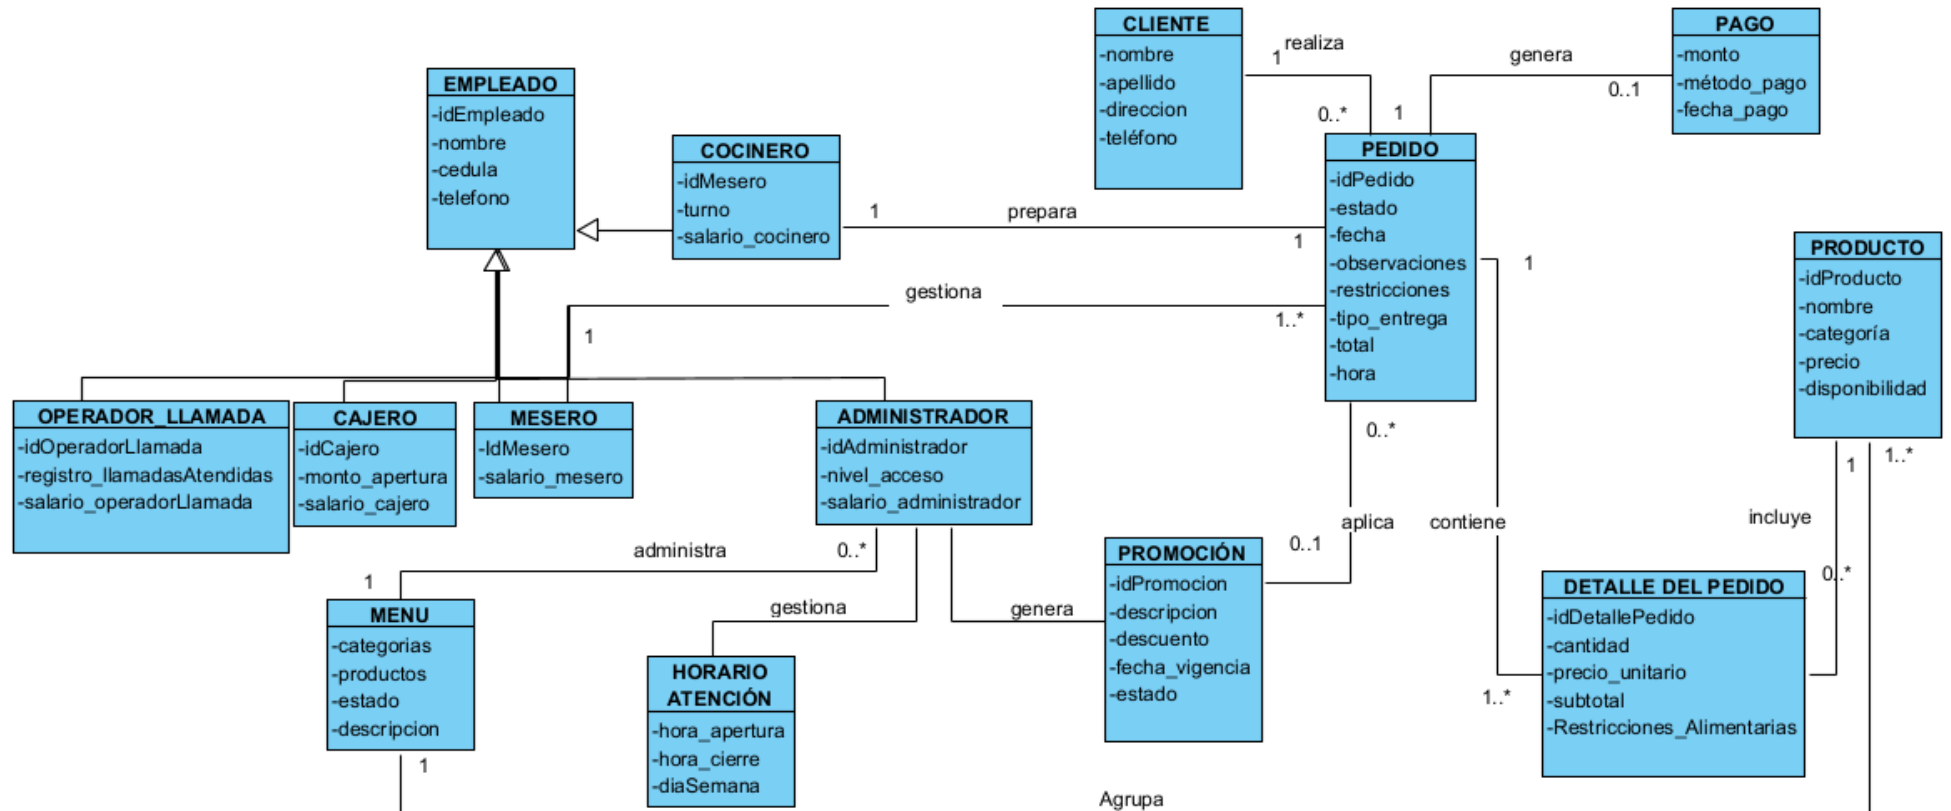 CLIENTE
-nombre
-apellido
-direccion
-teléfono
1
realiza
0..*
PAGO
-monto
-método_pago
-fecha_pago
genera
0..1
1
EMPLEADO
-idEmpleado
-nombre
-cedula
-telefono
COCINERO
-idMesero
-turno
-salario_cocinero
1
prepara
1
PEDIDO
-idPedido
-estado
-fecha
-observaciones
-restricciones
-tipo_entrega
-total
-hora
gestiona
1
1..*
1
PRODUCTO
-idProducto
-nombre
-categoría
-precio
-disponibilidad
OPERADOR_LLAMADA
-idOperadorLlamada
-registro_llamadasAtendidas
-salario_operadorLlamada
CAJERO
-idCajero
-monto_apertura
-salario_cajero
MESERO
-IdMesero
-salario_mesero
ADMINISTRADOR
-idAdministrador
-nivel_acceso
-salario_administrador
0..*
1
1..*
aplica
contiene
incluye
administra
0..*
0..1
1
gestiona
genera
MENU
-categorias
-productos
-estado
-descripcion
1
HORARIO
ATENCIÓN
-hora_apertura
-hora_cierre
-diaSemana
PROMOCIÓN
-idPromocion
-descripcion
-descuento
-fecha_vigencia
-estado
0..*
1..*
DETALLE DEL PEDIDO
-idDetallePedido
-cantidad
-precio_unitario
-subtotal
-Restricciones_Alimentarias
Agrupa